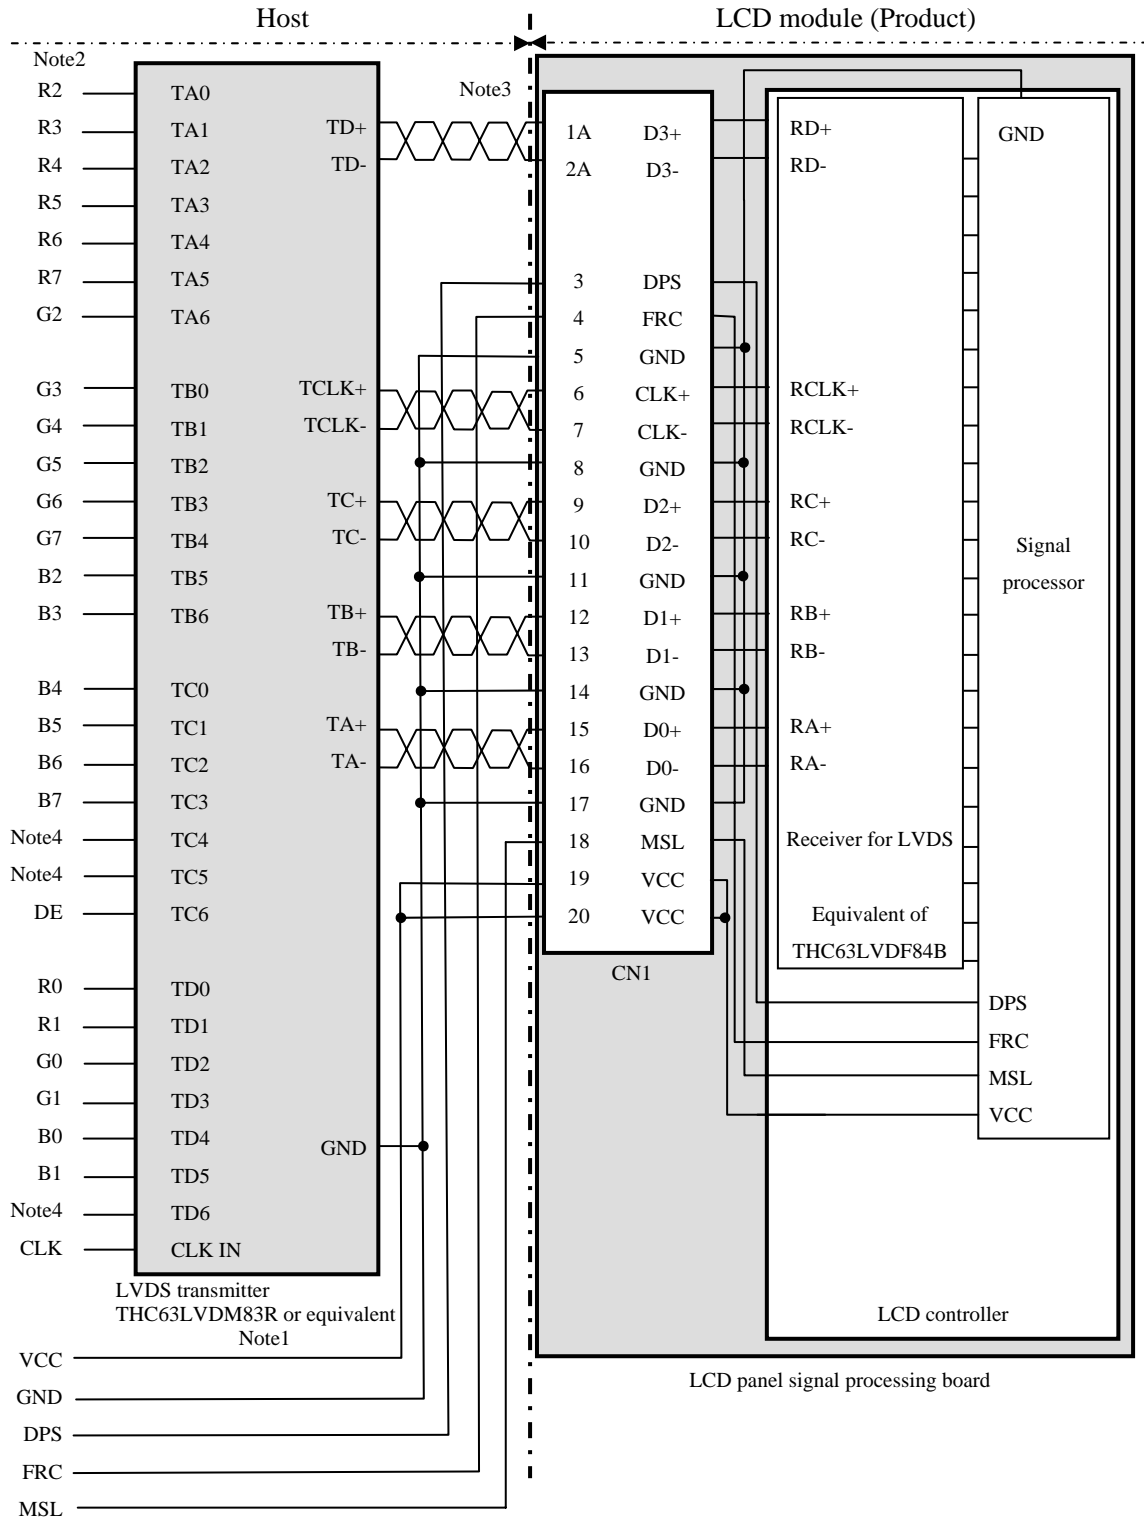 Host
LCD module (Product)
Note2
Note3
R2 TA0
R3 TA1 TD+ 1A D3+ RD+ GND
R4 TA2 TD- 2A D3- RD-
R5 TA3
R6 TA4
R7 TA5 3 DPS
G2 TA6 4 FRC
5 GND
G3 TB0 TCLK+ 6 CLK+ RCLK+
G4 TB1 TCLK- 7 CLK- RCLK-
G5 TB2 8 GND
G6 TB3 TC+ 9 D2+ RC+
G7 TB4 TC- 10 D2- RC- Signal
B2 TB5 11 GND processor
B3 TB6 TB+ 12 D1+ RB+
TB- 13 D1- RB-
B4 TC0 14 GND
B5 TC1 TA+ 15 D0+ RA+
B6 TC2 TA- 16 D0- RA-
B7 TC3 17 GND
Note4 TC4 18 MSL Receiver for LVDS
Note4 TC5 19 VCC
DE TC6 20 VCC Equivalent of
THC63LVDF84B
CN1
R0 TD0 DPS
R1 TD1
G0 TD2 FRC
G1 TD3 MSL
B0 TD4 GND VCC
B1 TD5
Note4 TD6
CLK CLK IN
LVDS transmitter
THC63LVDM83R or equivalent
Note1
LCD controller
VCC
LCD panel signal processing board
GND
DPS
FRC
MSL